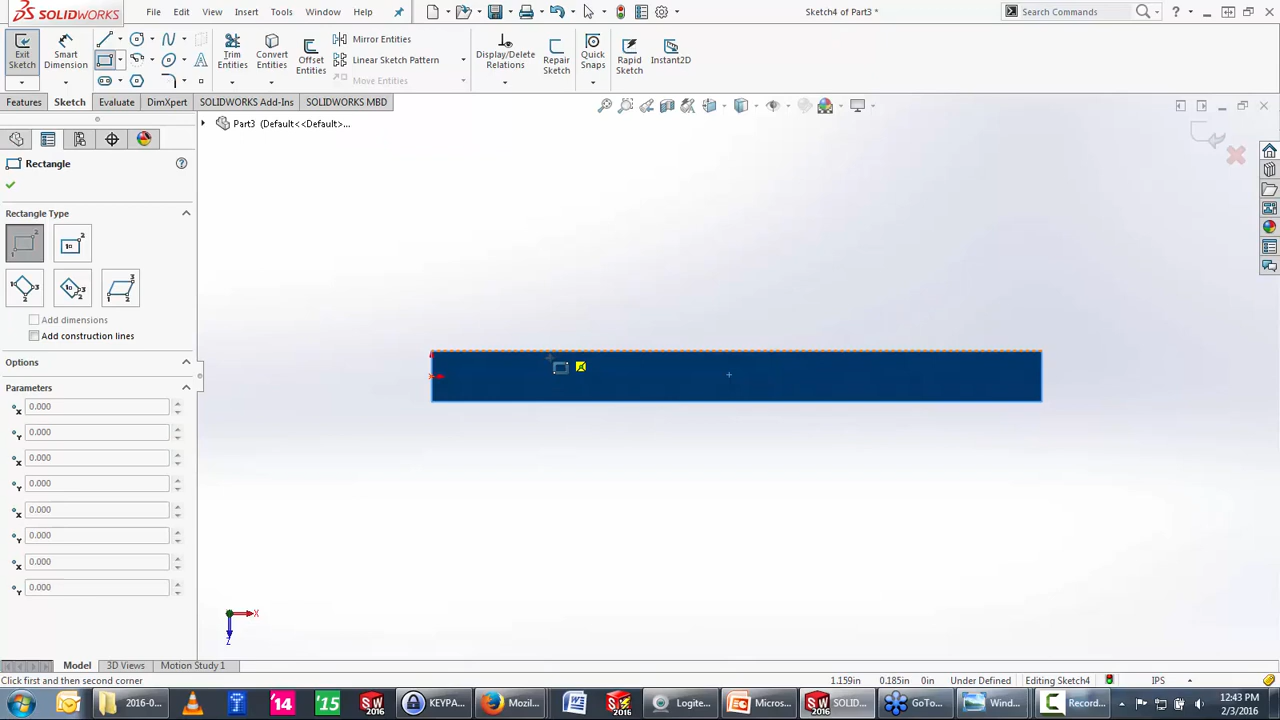 SOLIDWORKS
File Edit View Insert Tools Window Help
Sketch4 of Part3 *
Search Commands
Exit Sketch
Smart Dimension
Trim Entities
Convert Entities
Offset Entities
Mirror Entities
Linear Sketch Pattern
Move Entities
Display/Delete Relations
Repair Sketch
Quick Snaps
Rapid Sketch
Instant2D
Features Sketch Evaluate DimXpert SOLIDWORKS Add-Ins SOLIDWORKS MBD
Part3 (Default<<Default>...
Rectangle
Rectangle Type
Add dimensions
Add construction lines
Options
Parameters
0.000
0.000
0.000
0.000
0.000
0.000
0.000
0.000
X
Z
Model 3D Views Motion Study 1
Click first and then second corner
1.159in 0.185in 0in Under Defined Editing Sketch4 IPS
2016-0...
'14
'15
SW 2016
KEYPA...
Mozil...
Logite...
Micros...
SOLID...
GoTo...
Wind...
Record...
12:43 PM
2/3/2016